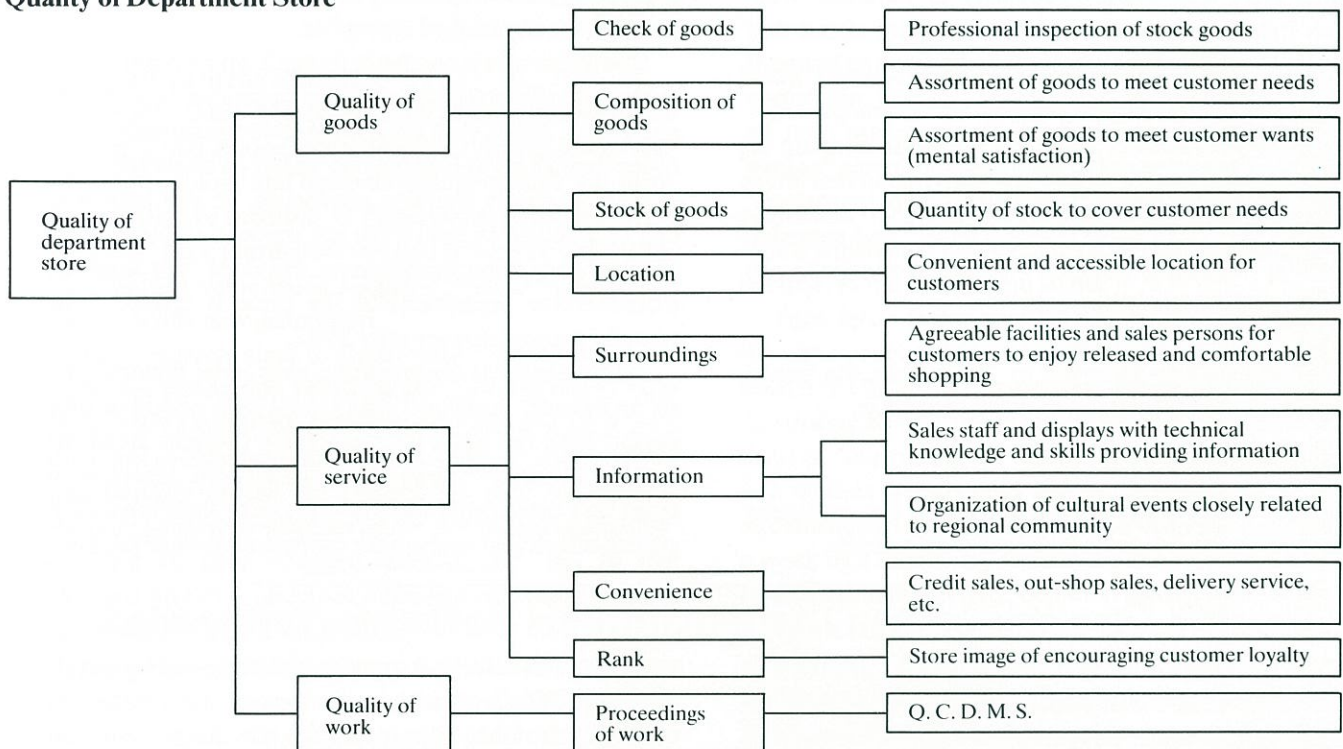 Quality of Department Store
Quality of
department
store
Quality of
goods
Quality of
service
Quality of
work
Check of goods
Composition of
goods
Stock of goods
Location
Surroundings
Information
Convenience
Rank
Proceedings
of work
Professional inspection of stock goods
Assortment of goods to meet customer needs
Assortment of goods to meet customer wants
(mental satisfaction)
Quantity of stock to cover customer needs
Convenient and accessible location for
customers
Agreeable facilities and sales persons for
customers to enjoy released and comfortable
shopping
Sales staff and displays with technical
knowledge and skills providing information
Organization of cultural events closely related
to regional community
Credit sales, out-shop sales, delivery service,
etc.
Store image of encouraging customer loyalty
Q. C. D. M. S.